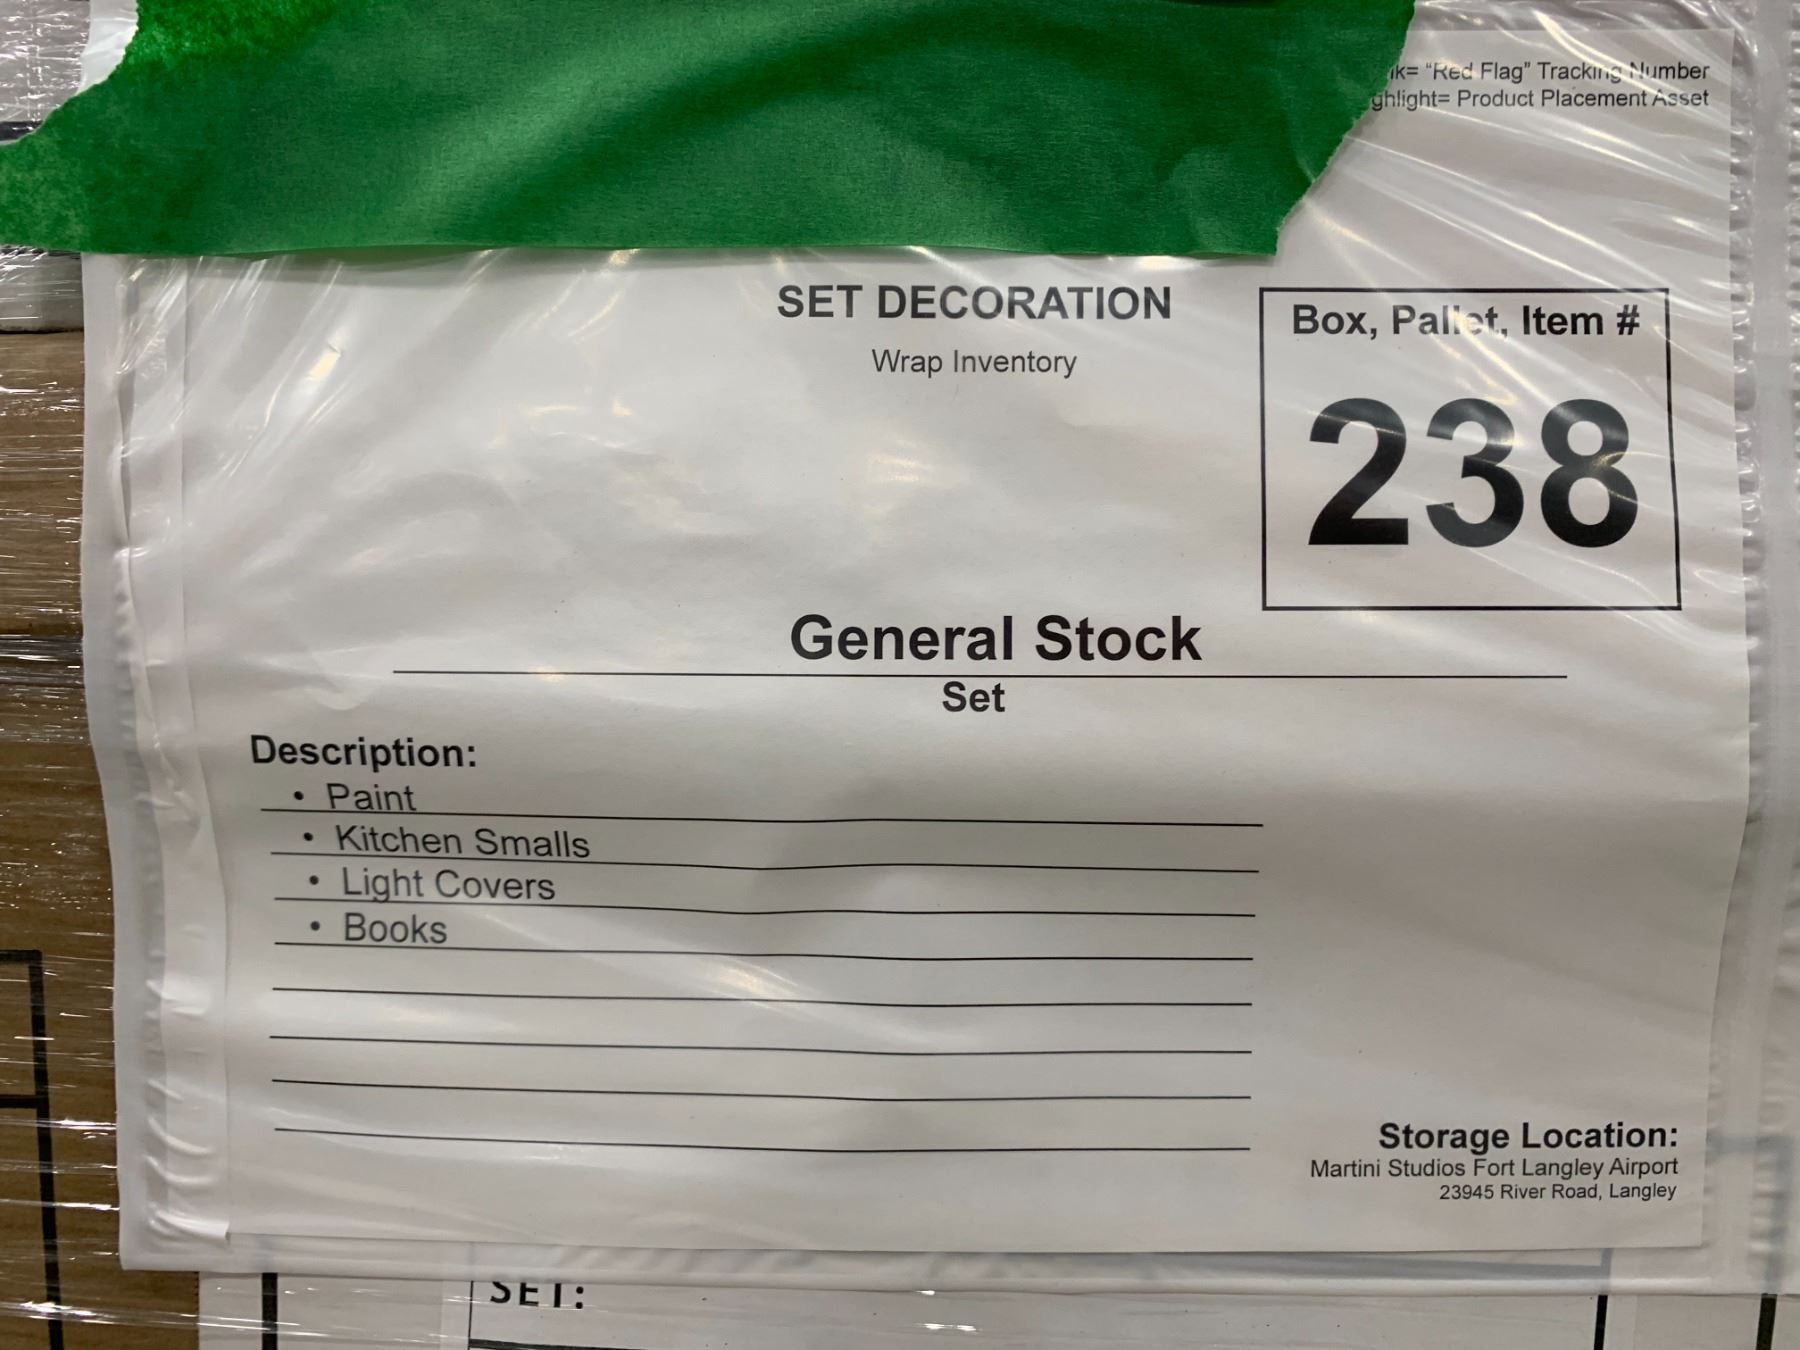 "Red Flag" Tracking Number
Product Placement Asset
SET DECORATION
Wrap Inventory
Box, Pallet, Item #
238
General Stock
Set
Description:
• Paint
• Kitchen Smalls
• Light Covers
• Books
Storage Location:
Martini Studios Fort Langley Airport
23945 River Road, Langley
SET: